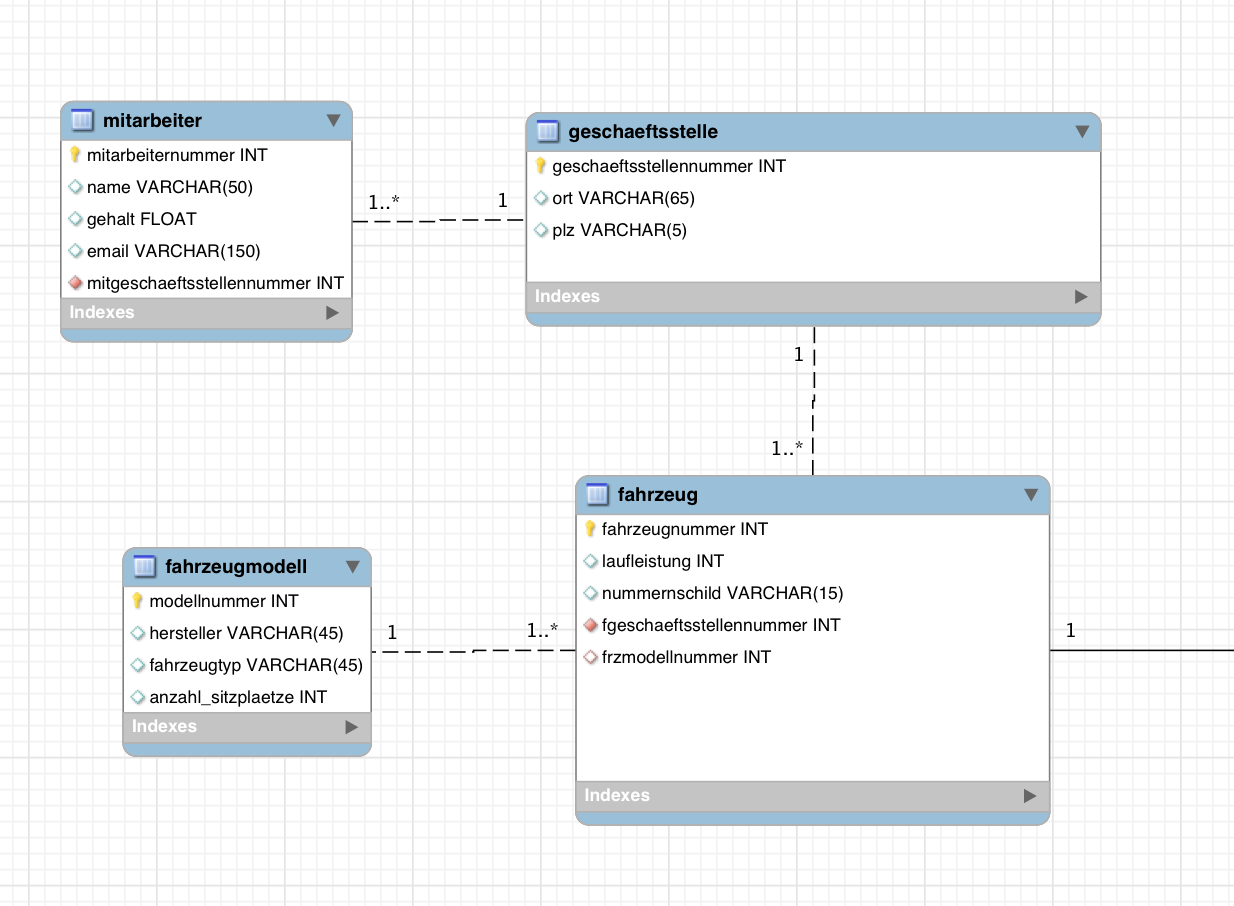 mitarbeiter
mitarbeiternummer INT
name VARCHAR(50)
gehalt FLOAT
email VARCHAR(150)
mitgeschaeftsstellennummer INT
Indexes
1..*
1
geschaeftsstelle
geschaeftsstellennummer INT
ort VARCHAR(65)
plz VARCHAR(5)
Indexes
1
1..*
fahrzeugmodell
modellnummer INT
hersteller VARCHAR(45)
fahrzeugtyp VARCHAR(45)
anzahl_sitzplaetze INT
Indexes
1
1..*
fahrzeug
fahrzeugnummer INT
laufleistung INT
nummernschild VARCHAR(15)
fgeschaeftsstellennummer INT
frzmodellnummer INT
Indexes
1